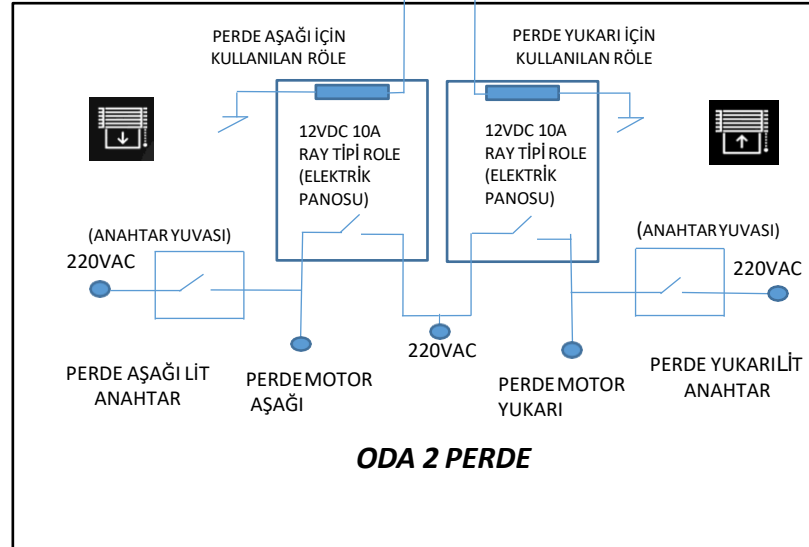 PERDE AŞAĞI İÇİN
KULLANILAN RÖLE
PERDE YUKARI İÇİN
KULLANILAN RÖLE
12VDC 10A
RAY TİPİ ROLE
(ELEKTRİK
PANOSU)
12VDC 10A
RAY TİPİ ROLE
(ELEKTRİK
PANOSU)
(ANAHTAR YUVASI)
220VAC
(ANAHTAR YUVASI)
220VAC
220VAC
PERDE AŞAĞI LİT
ANAHTAR
PERDE MOTOR
AŞAĞI
PERDE MOTOR
YUKARI
PERDE YUKARI LİT
ANAHTAR
ODA 2 PERDE